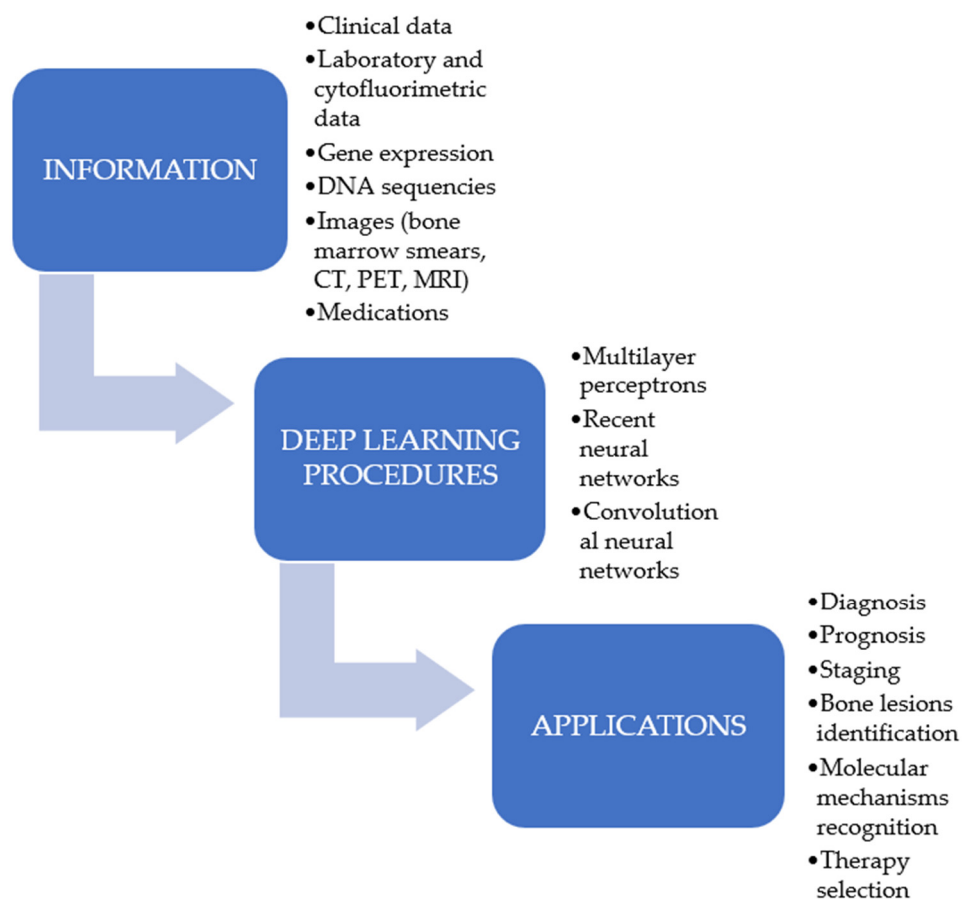 •Clinical data
•Laboratory and
cytofluorimetric
data
•Gene expression
•DNA sequencies
•Images (bone
marrow smears,
CT, PET, MRI)
•Medications
INFORMATION
•Multilayer
perceptrons
•Recent
neural
networks
•Convolution
al neural
networks
DEEP LEARNING
PROCEDURES
•Diagnosis
•Prognosis
•Staging
•Bone lesions
identification
•Molecular
mechanisms
recognition
•Therapy
selection
APPLICATIONS